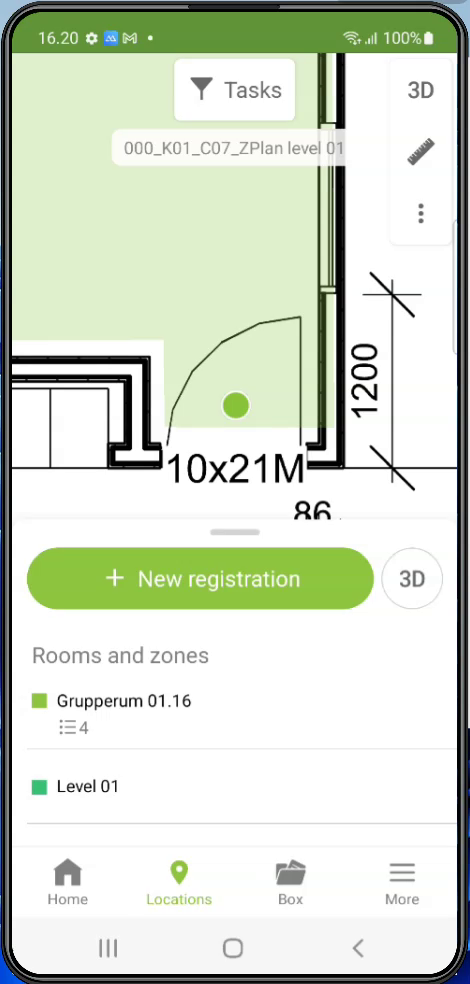 16.20 100%
Tasks
3D
000_K01_C07_ZPlan level 01
1200
10x21M
86
+ New registration
3D
Rooms and zones
Grupperum 01.16
4
Level 01
Home
Locations
Box
More